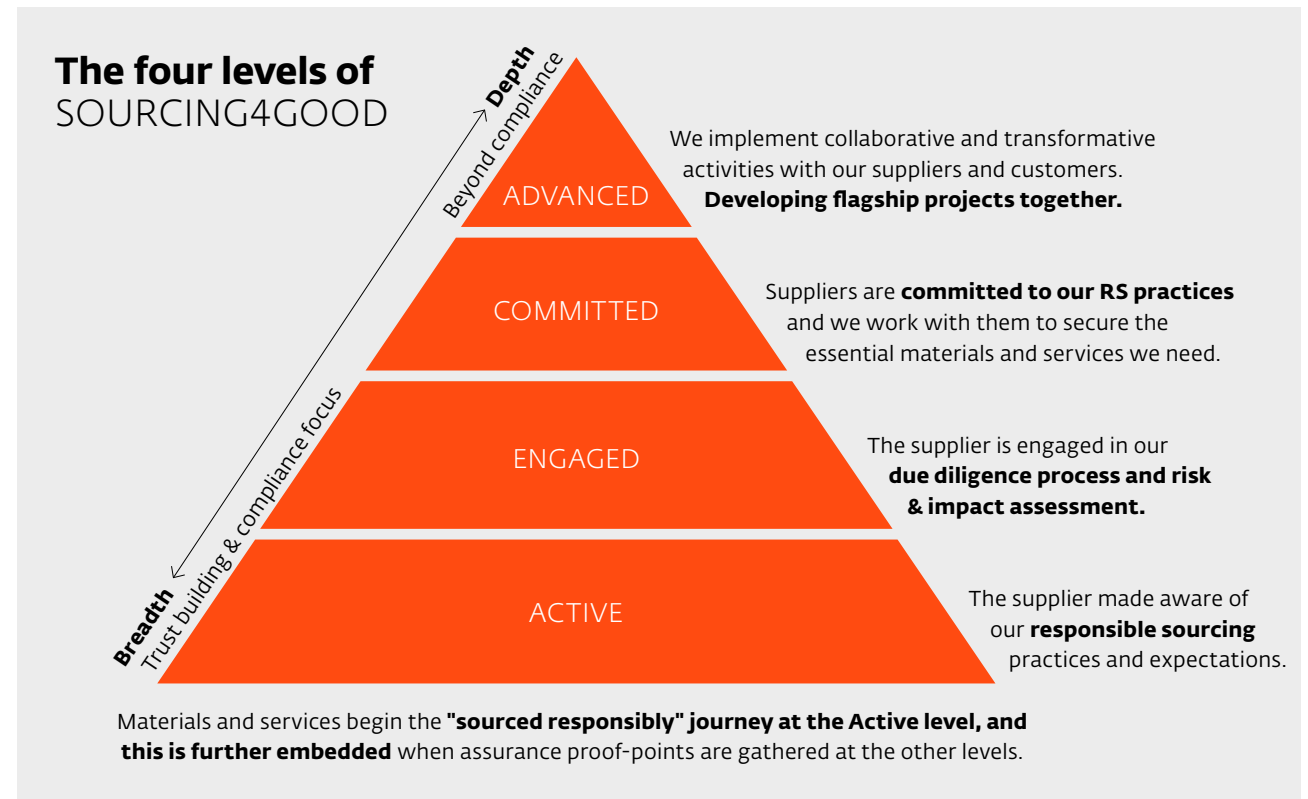 The four levels of
SOURCING4GOOD
Depth
Beyond compliance
ADVANCED
We implement collaborative and transformative
activities with our suppliers and customers.
Developing flagship projects together.
COMMITTED
Suppliers are committed to our RS practices
and we work with them to secure the
essential materials and services we need.
ENGAGED
The supplier is engaged in our
due diligence process and risk
& impact assessment.
Breadth
Trust building & compliance focus
ACTIVE
The supplier made aware of
our responsible sourcing
practices and expectations.
Materials and services begin the "sourced responsibly" journey at the Active level, and
this is further embedded when assurance proof-points are gathered at the other levels.